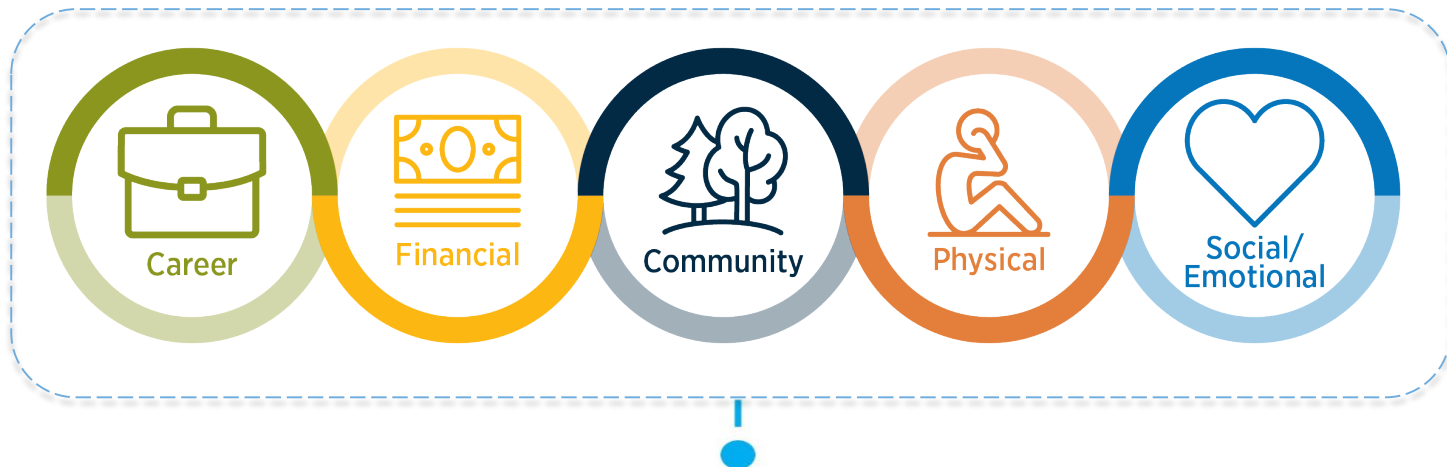 Career
Financial
Community
Physical
Social/
Emotional